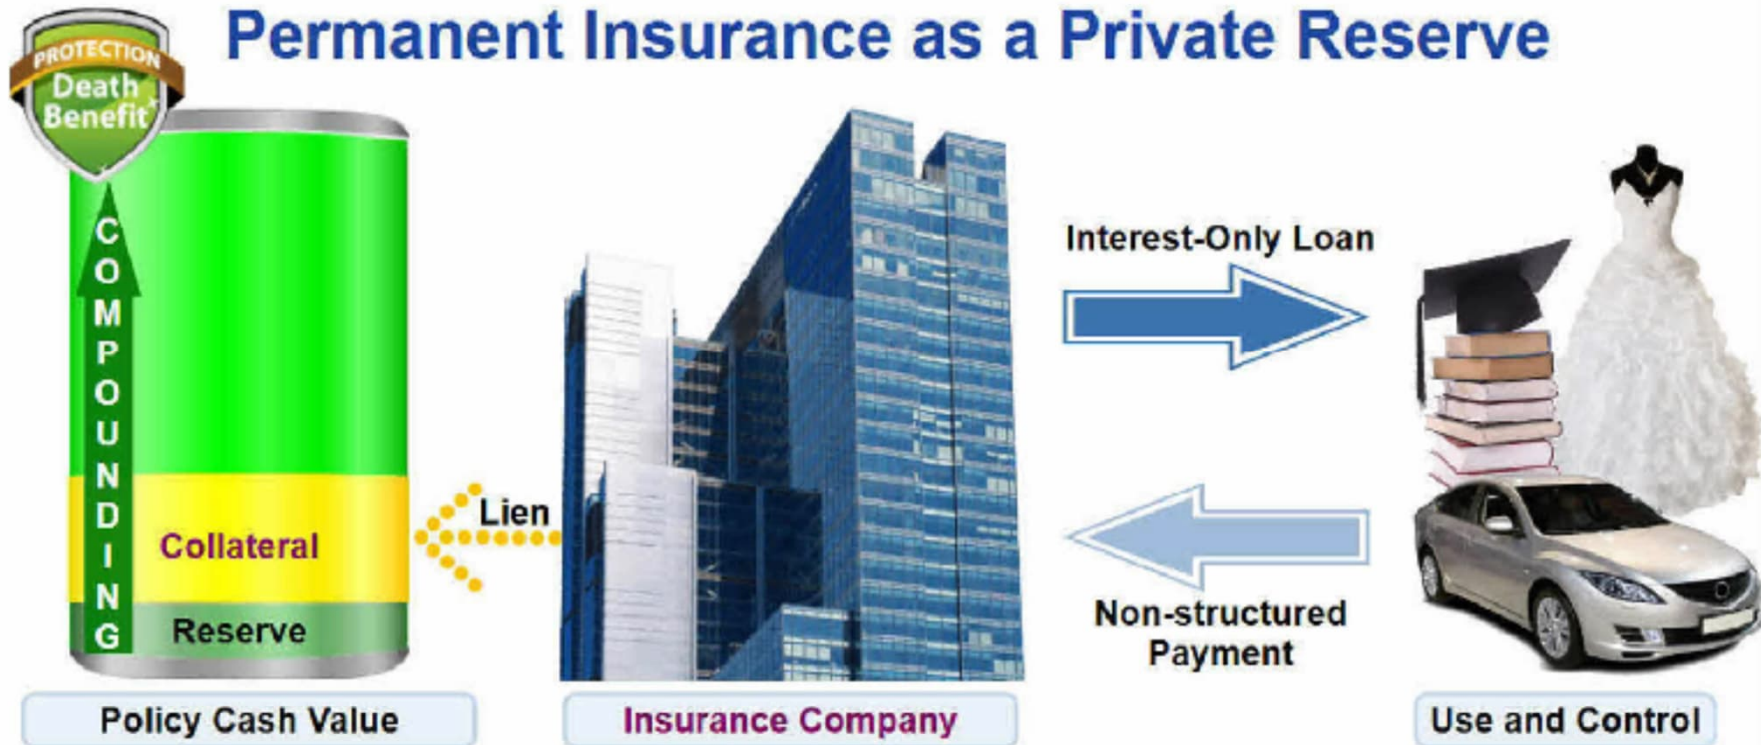 Permanent Insurance as a Private Reserve
PROTECTION
Death
Benefit*
COMPOUNDING
Collateral
Reserve
Lien
Interest-Only Loan
Non-structured
Payment
Policy Cash Value
Insurance Company
Use and Control